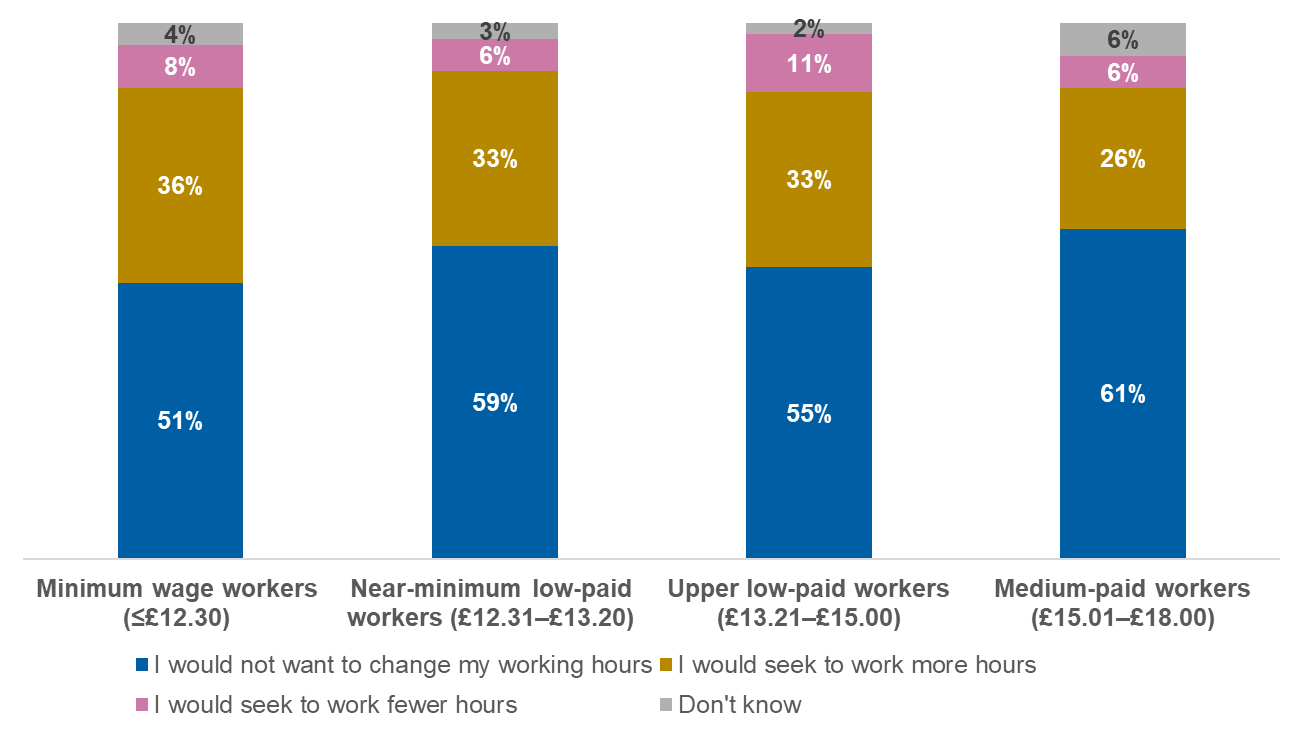 4% 3% 2% 6%
8% 6% 11% 6%
36% 33% 33% 26%
51% 59% 55% 61%
Minimum wage workers
(≤£12.30)
Near-minimum low-paid
workers (£12.31–£13.20)
Upper low-paid workers
(£13.21–£15.00)
Medium-paid workers
(£15.01–£18.00)
I would not want to change my working hours
I would seek to work more hours
I would seek to work fewer hours
Don't know